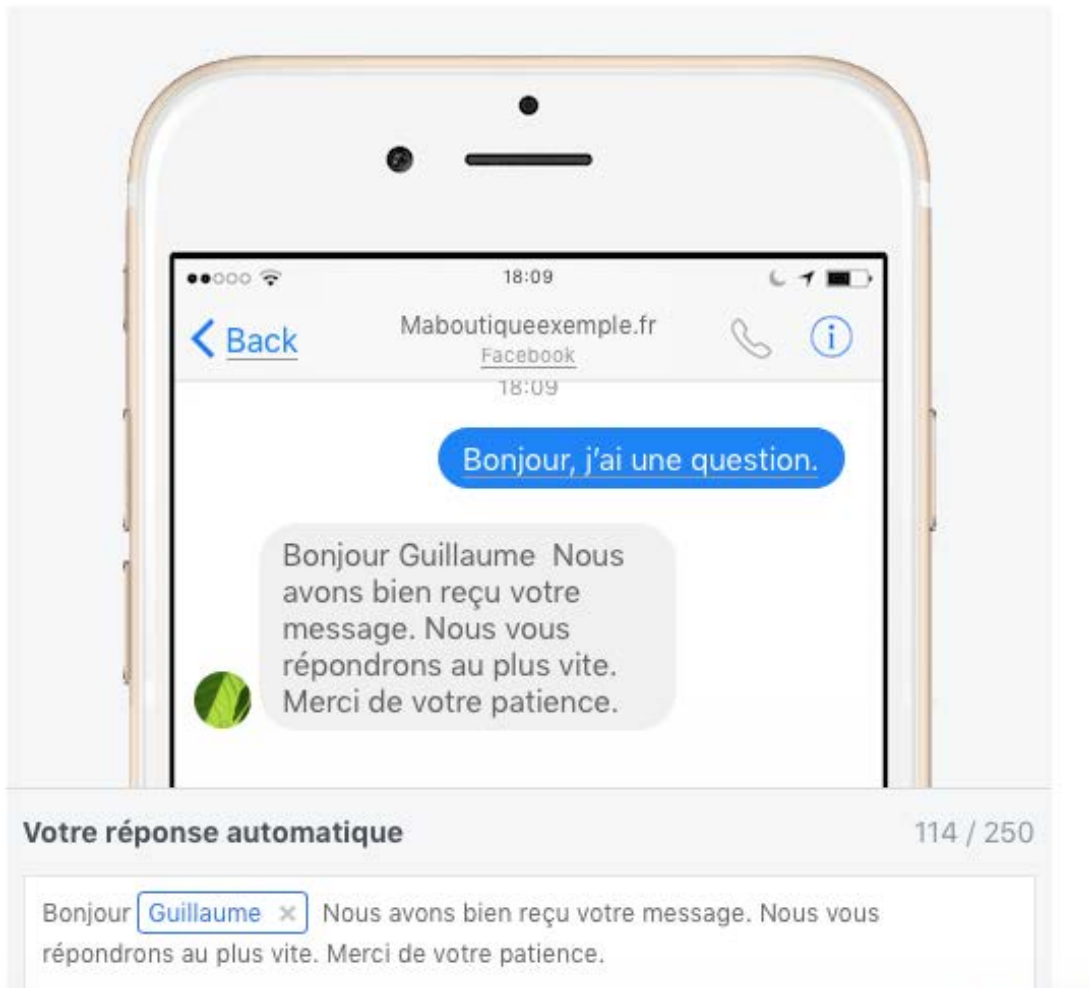 18:09
Back
Maboutiqueexemple.fr
Facebook
18:09
Bonjour, j’ai une question.
Bonjour Guillaume  Nous
avons bien reçu votre
message. Nous vous
répondrons au plus vite.
Merci de votre patience.
Votre réponse automatique 114 / 250
Bonjour Guillaume × Nous avons bien reçu votre message. Nous vous
répondrons au plus vite. Merci de votre patience.